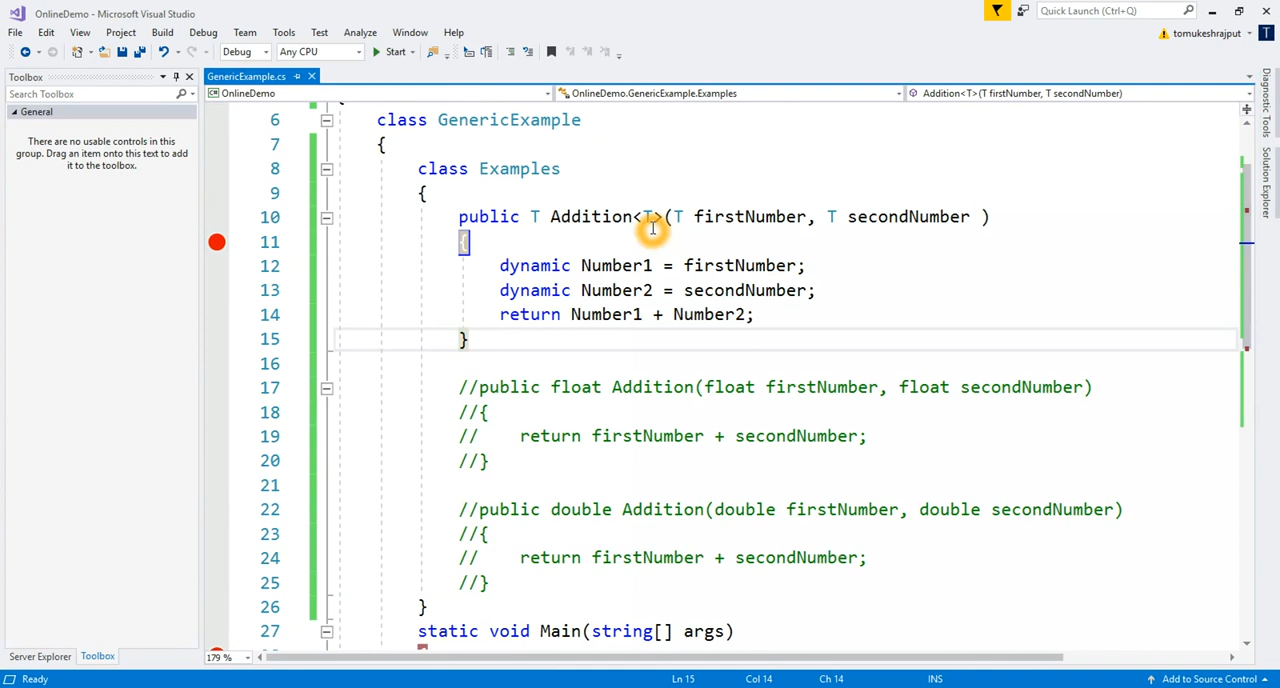 OnlineDemo - Microsoft Visual Studio
Quick Launch (Ctrl+Q)
File Edit View Project Build Debug Team Tools Test Analyze Window Help
tomukeshrajput T
Debug Any CPU Start
Toolbox
GenericExample.cs
Search Toolbox
OnlineDemo
OnlineDemo.GenericExample.Examples
Addition<T>(T firstNumber, T secondNumber)
General
There are no usable controls in this
group. Drag an item onto this text to add
it to the toolbox.
6 class GenericExample
7 {
8 class Examples
9 {
10 public T Addition<T>(T firstNumber, T secondNumber )
11 {
12 dynamic Number1 = firstNumber;
13 dynamic Number2 = secondNumber;
14 return Number1 + Number2;
15 }
16
17 //public float Addition(float firstNumber, float secondNumber)
18 //{
19 // return firstNumber + secondNumber;
20 //}
21
22 //public double Addition(double firstNumber, double secondNumber)
23 //{
24 // return firstNumber + secondNumber;
25 //}
26 }
27 static void Main(string[] args)
Diagnostic Tools
Solution Explorer
Server Explorer Toolbox
179 %
Ready
Ln 15 Col 14 Ch 14 INS
Add to Source Control